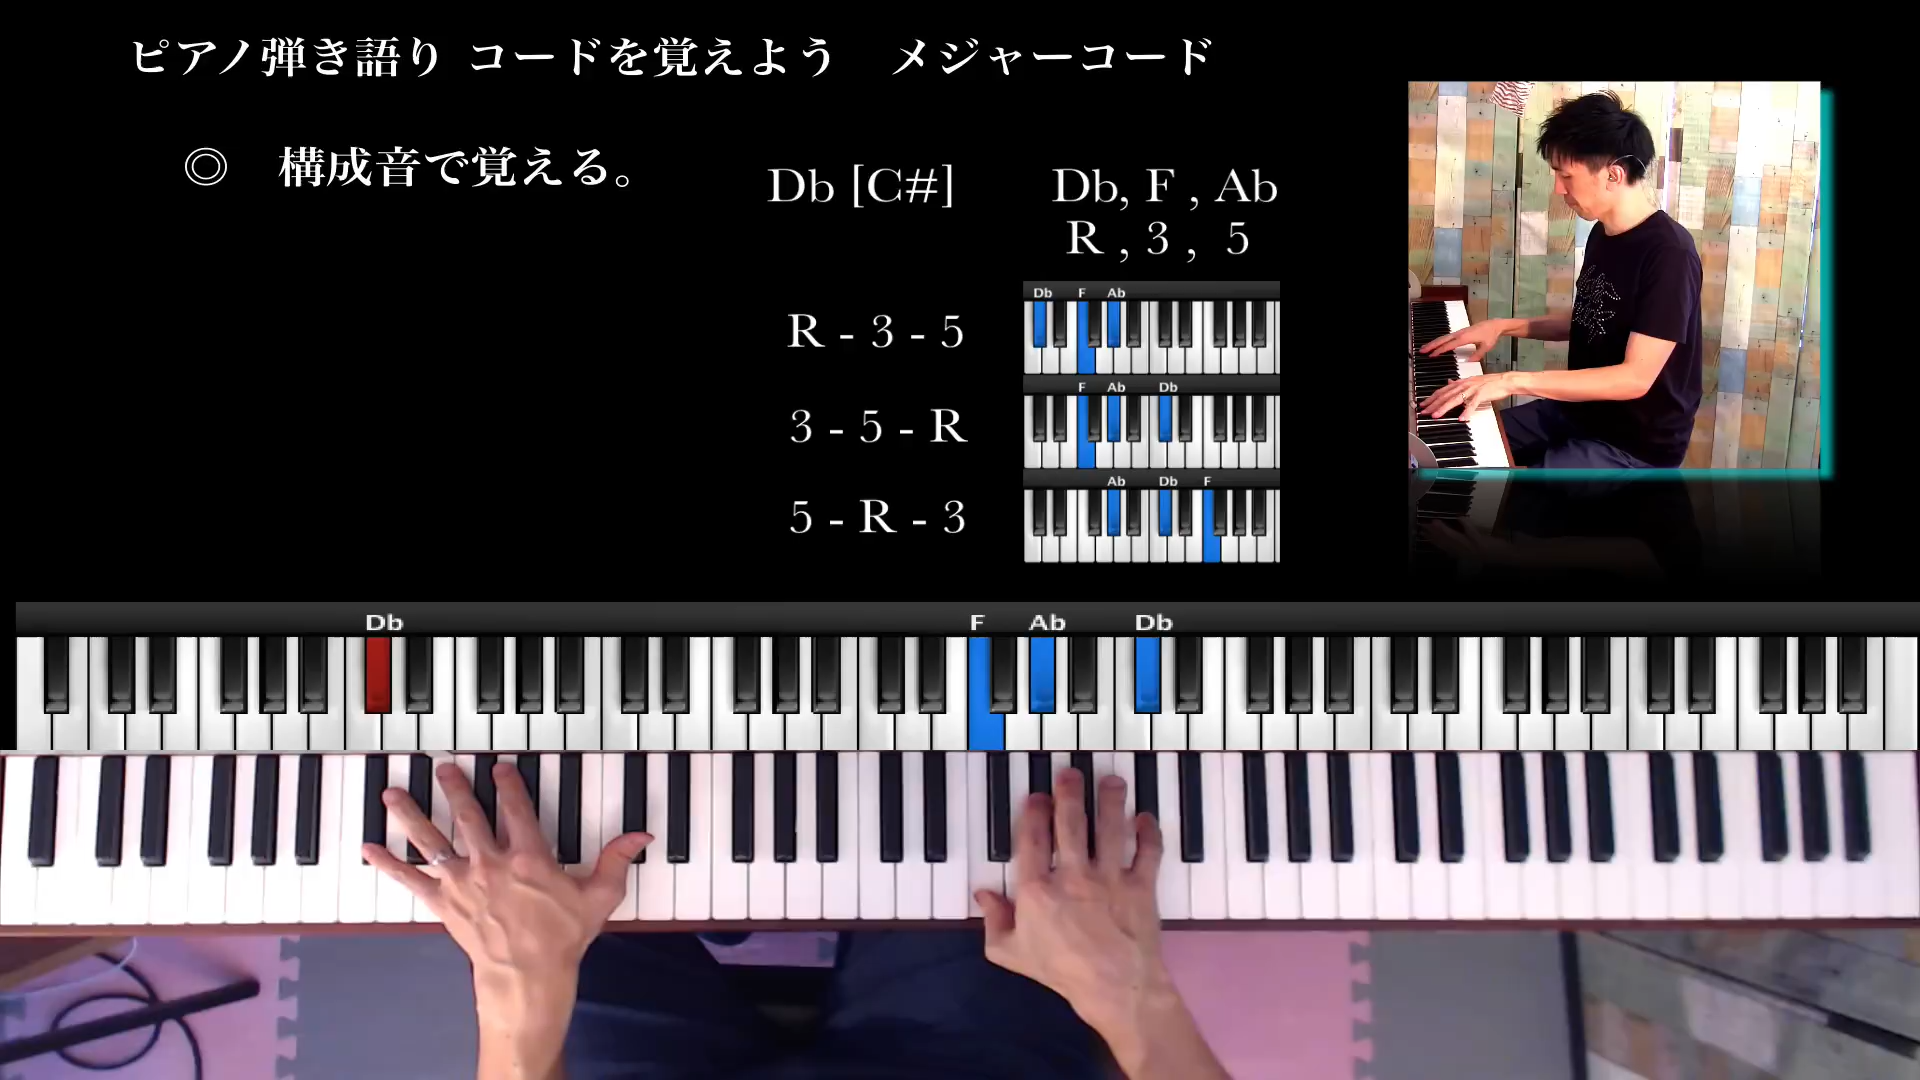 ピアノ弾き語り コードを覚えよう　メジャーコード
◎　構成音で覚える。
Db [C#]
Db, F , Ab
R , 3 , 5
R - 3 - 5
Db F Ab
3 - 5 - R
F Ab Db
5 - R - 3
Ab Db F
Db F Ab Db